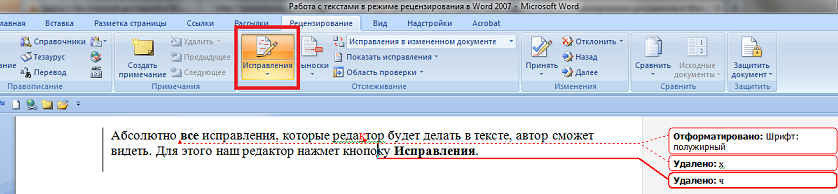 Работа с текстами в режиме рецензирования в Word 2007 - Microsoft Word
лавная Вставка Разметка страницы Ссылки Рассылки Рецензирование Вид Надстройки Acrobat
Справочники
Тезаурус
Перевод
Правописание
Создать примечание
Удалить
Предыдущее
Следующее
Примечания
Исправления
ыноски
Исправления в измененном документе
Показать исправления
Область проверки
Отслеживание
Принять
Отклонить
Назад
Далее
Изменения
Сравнить
Исходные документы
Сравнить
Защитить документ
Защитить
Абсолютно все исправления, которые редактор будет делать в тексте, автор сможет
видеть. Для этого наш редактор нажмет кнопоку Исправления.
Отформатировано: Шрифт:
полужирный
Удалено: х
Удалено: ч